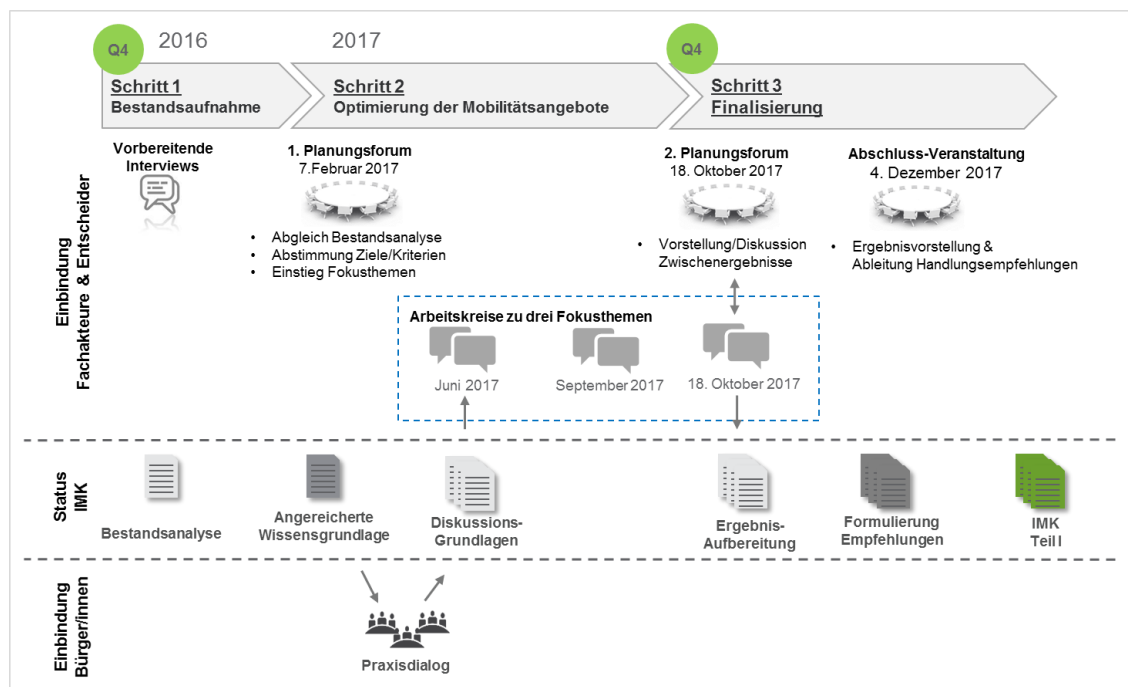 2016
2017
Q4
Q4
Schritt 1
Bestandsaufnahme
Schritt 2
Optimierung der Mobilitätsangebote
Schritt 3
Finalisierung
Einbindung
Fachakteure & Entscheider
Vorbereitende
Interviews
1. Planungsforum
7.Februar 2017
• Abgleich Bestandsanalyse
• Abstimmung Ziele/Kriterien
• Einstieg Fokusthemen
2. Planungsforum
18. Oktober 2017
• Vorstellung/Diskussion
Zwischenergebnisse
Abschluss-Veranstaltung
4. Dezember 2017
• Ergebnisvorstellung &
Ableitung Handlungsempfehlungen
Arbeitskreise zu drei Fokusthemen
Juni 2017
September 2017
18. Oktober 2017
Status
IMK
Bestandsanalyse
Angereicherte
Wissensgrundlage
Diskussions-
Grundlagen
Ergebnis-
Aufbereitung
Formulierung
Empfehlungen
IMK
Teil I
Einbindung
Bürger/innen
Praxisdialog